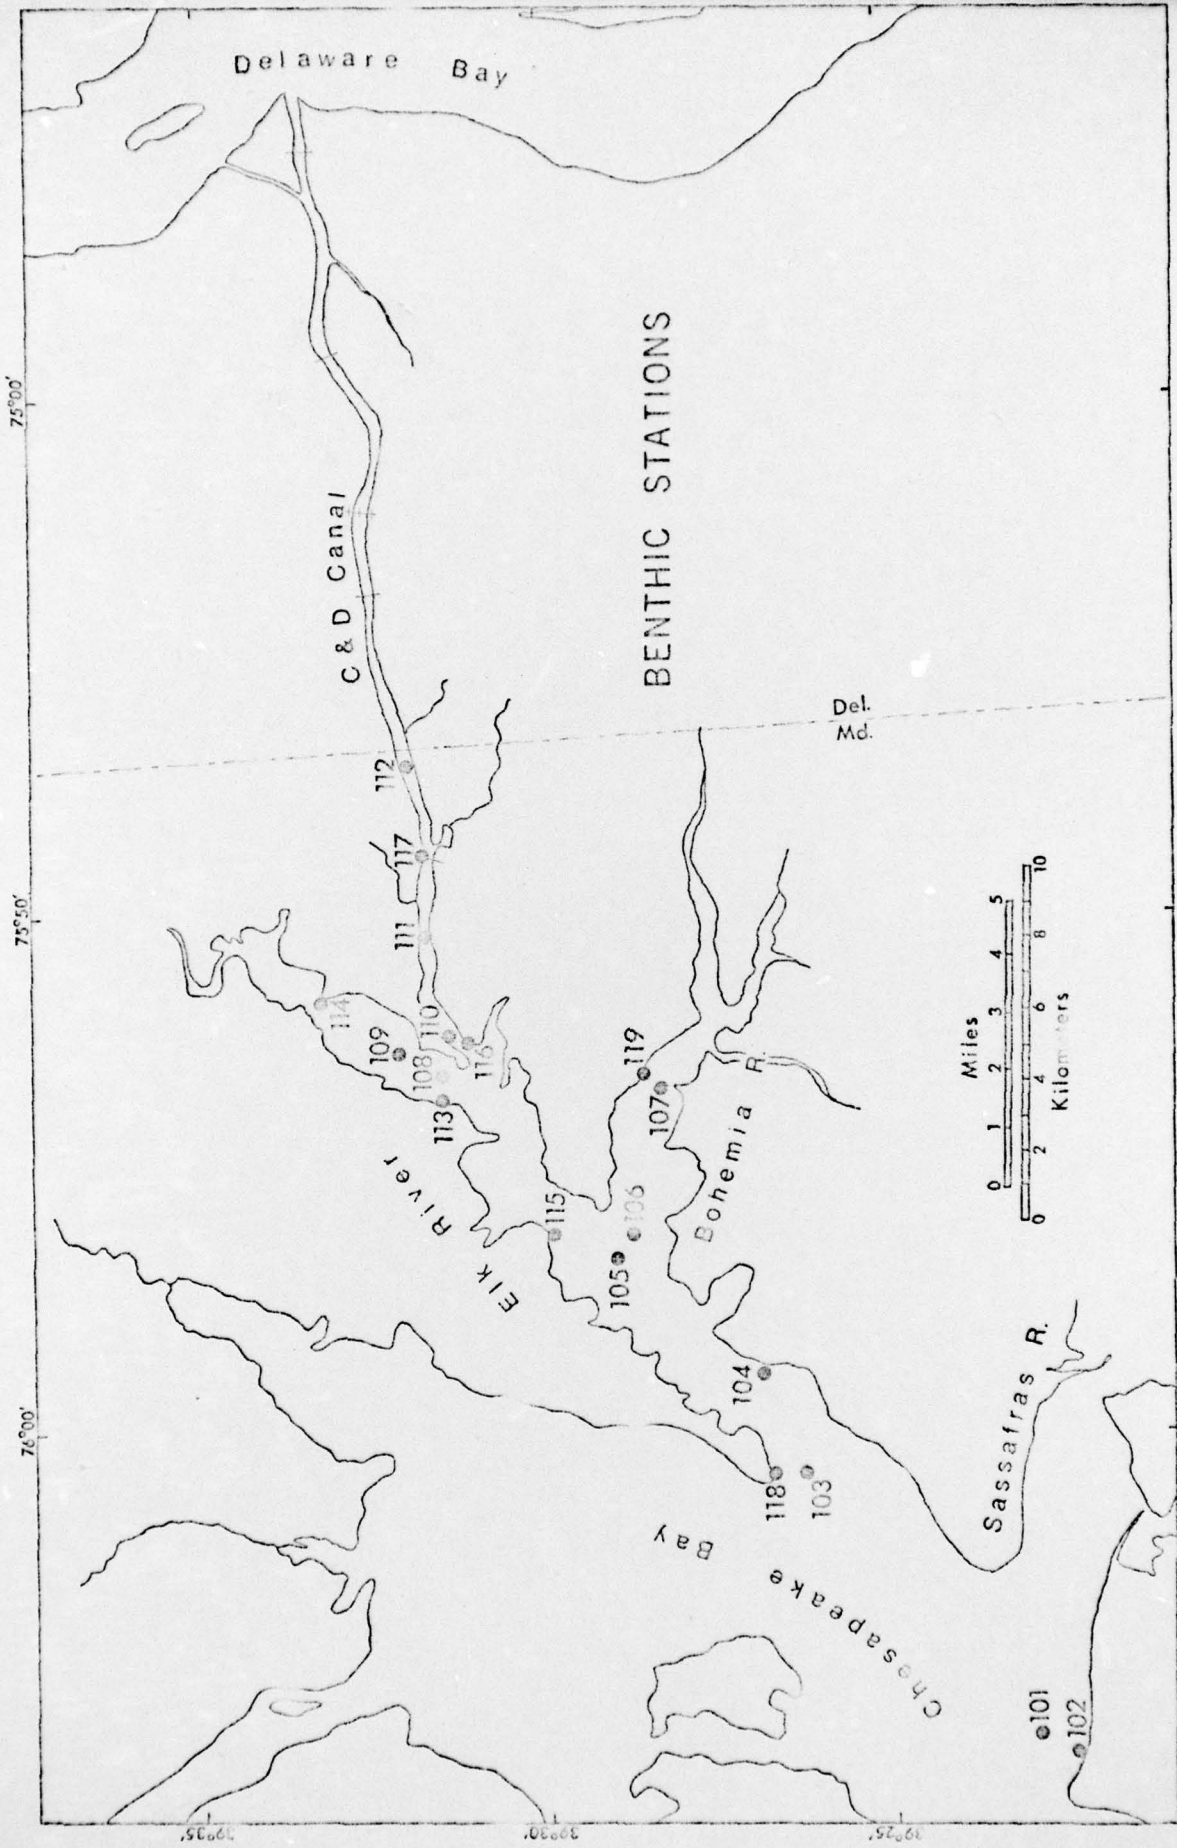 Delaware Bay
75°00'
C & D Canal
BENTHIC STATIONS
Del.
Md.
112
117
75°50'
111
114
110
109
108
116
113
119
107
Bohemia R.
Elk River
115
106
105
104
76°00'
118
103
Sassafras R.
Chesapeake Bay
101
102
Miles
0 1 2 3 4 5
Kilometers
0 2 4 6 8 10
39°35'
39°30'
39°25'